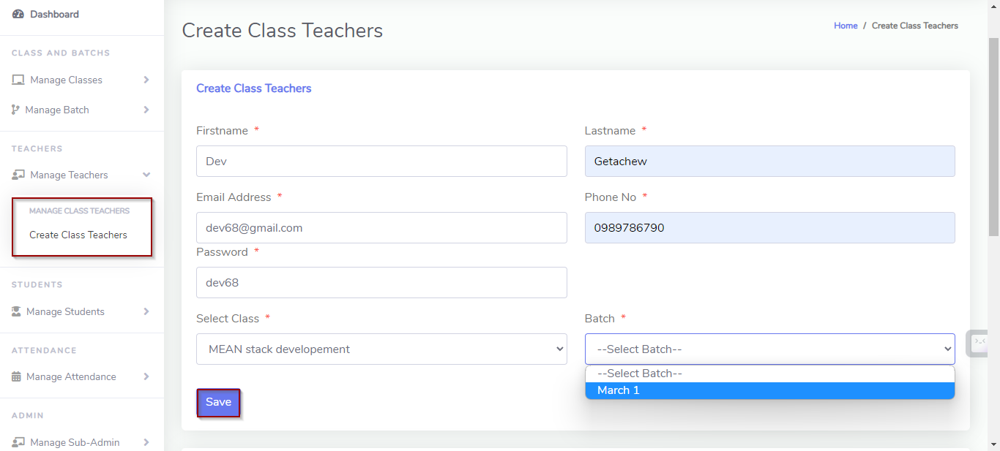 Dashboard
CLASS AND BATCHS
Manage Classes
Manage Batch
TEACHERS
Manage Teachers
MANAGE CLASS TEACHERS
Create Class Teachers
STUDENTS
Manage Students
ATTENDANCE
Manage Attendance
ADMIN
Manage Sub-Admin
Create Class Teachers
Home / Create Class Teachers
Create Class Teachers
Firstname *
Lastname *
Dev
Getachew
Email Address *
Phone No *
dev68@gmail.com
0989786790
Password *
dev68
Select Class *
Batch *
MEAN stack developement
--Select Batch--
--Select Batch--
March 1
Save